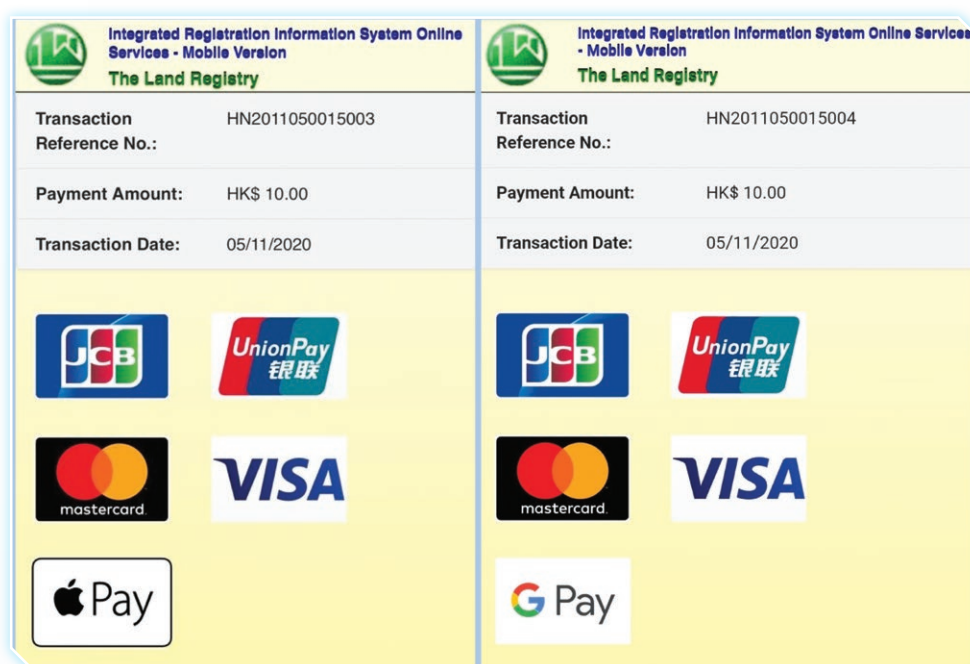 Integrated Registration Information System Online
Services - Mobile Version
The Land Registry
Transaction
Reference No.:
HN2011050015003
Payment Amount:
HK$ 10.00
Transaction Date:
05/11/2020
JCB
UnionPay
银联
mastercard.
VISA
Pay
Integrated Registration Information System Online Services
- Mobile Version
The Land Registry
Transaction
Reference No.:
HN2011050015004
Payment Amount:
HK$ 10.00
Transaction Date:
05/11/2020
JCB
UnionPay
银联
mastercard.
VISA
G Pay